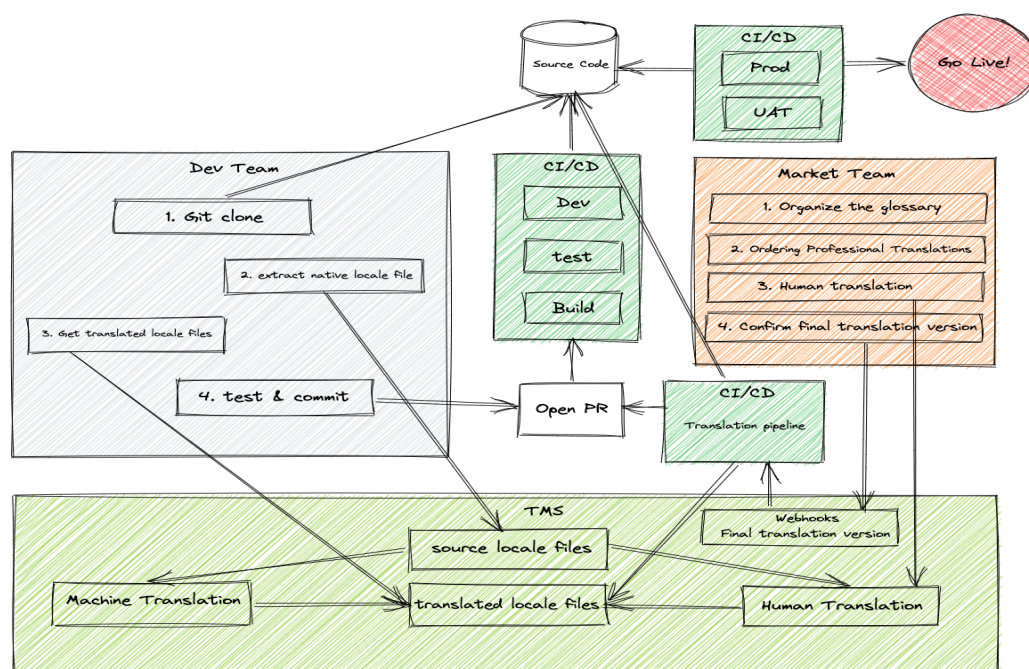 Source Code
CI/CD
Prod
UAT
Go Live!
Dev Team
1. Git clone
2. extract native locale file
3. Get translated locale files
4. test & commit
CI/CD
Dev
test
Build
Open PR
Market Team
1. Organize the glossary
2. Ordering Professional Translations
3. Human translation
4. Confirm final translation version
CI/CD
Translation pipeline
TMS
Webhooks
Final translation version
source locale files
Machine Translation
translated locale files
Human Translation